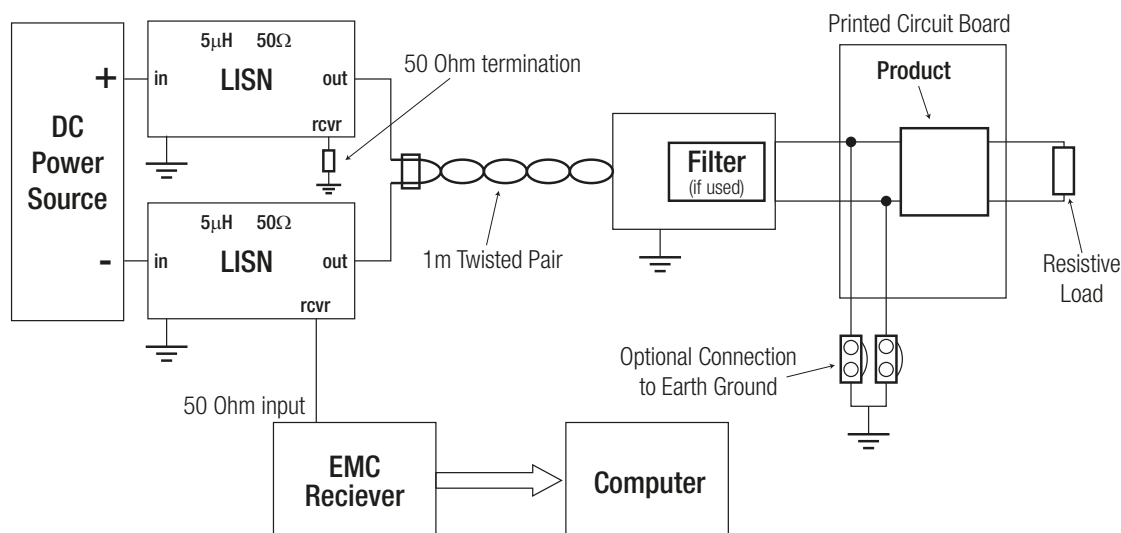 Printed Circuit Board
5µH 50Ω
LISN
in
out
rcvr
50 Ohm termination
Product
+
DC
Power
Source
-
Filter
(if used)
5µH 50Ω
LISN
in
out
rcvr
1m Twisted Pair
Resistive
Load
Optional Connection
to Earth Ground
50 Ohm input
EMC
Reciever
Computer